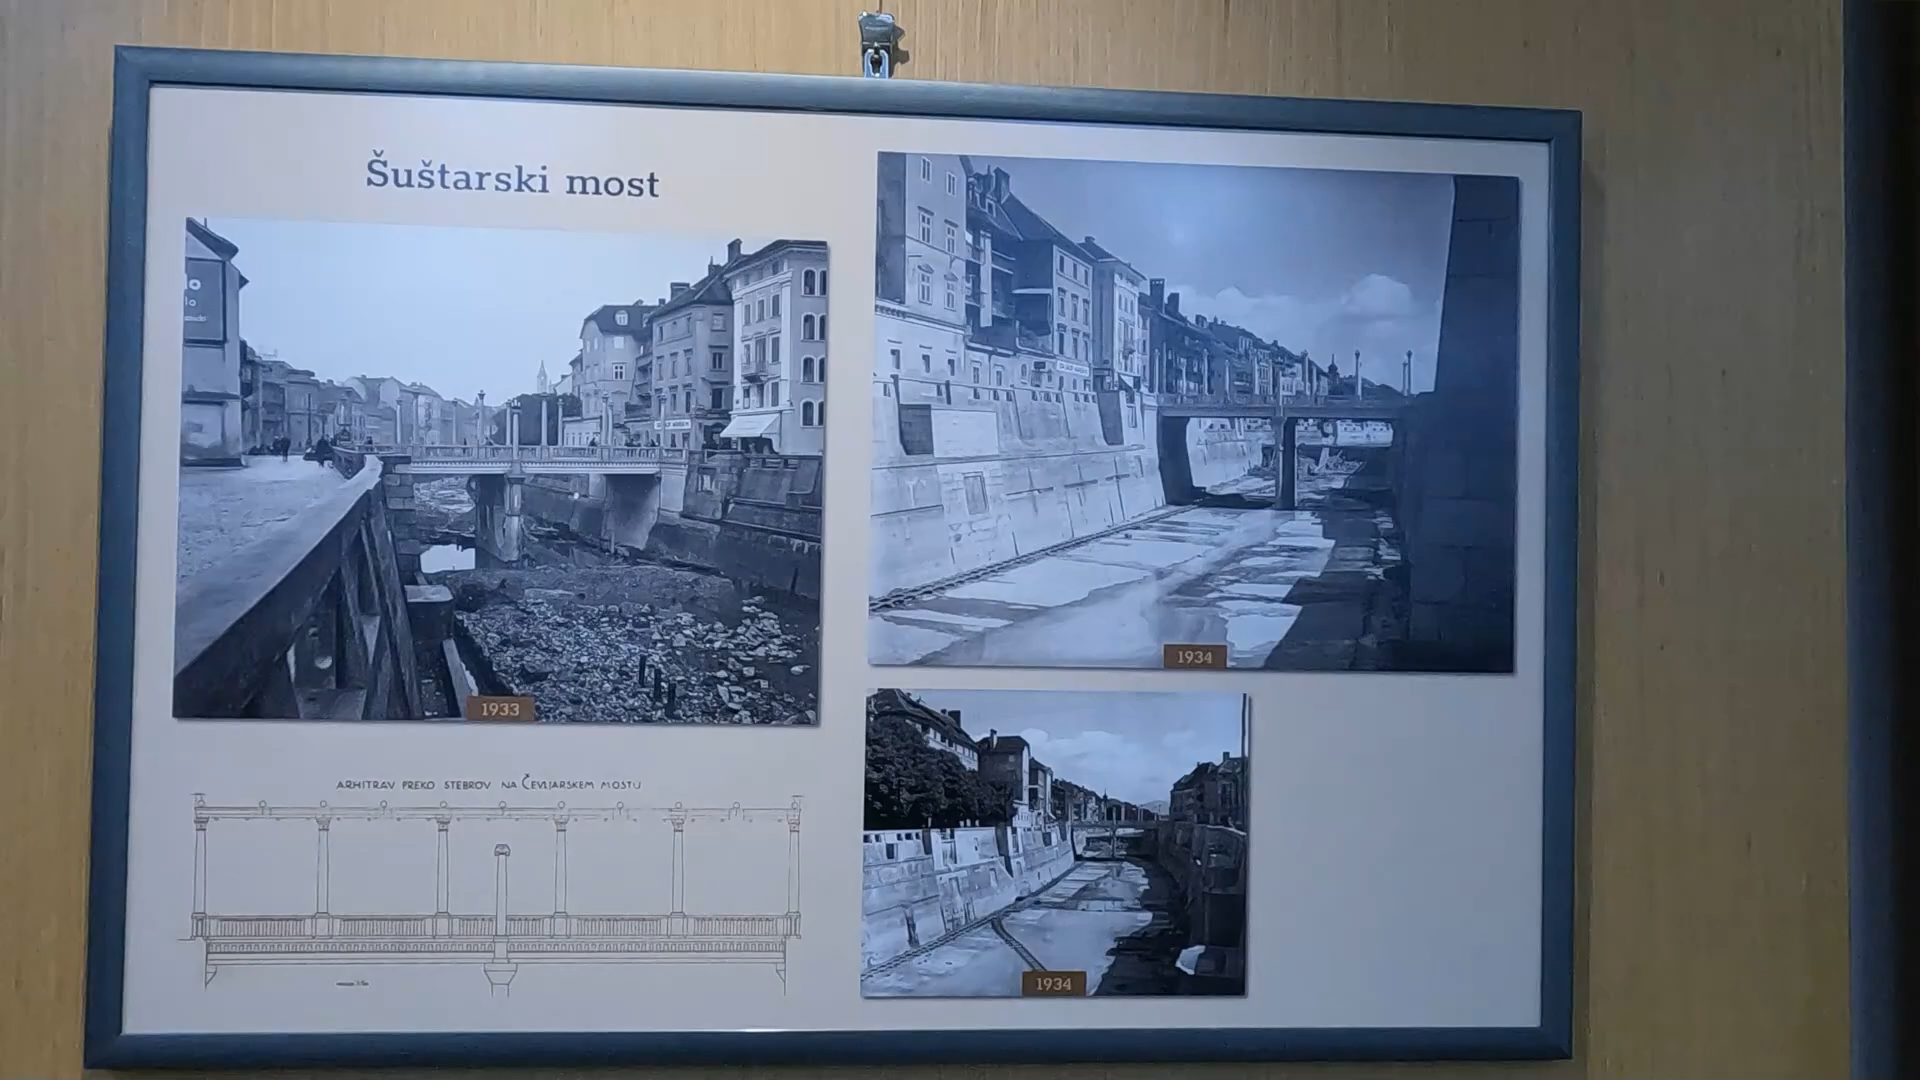 Šuštarski most
1933
ARHITRAV PREKO STEBROV NA ČEVLJARSKEM MOSTU
1934
1934